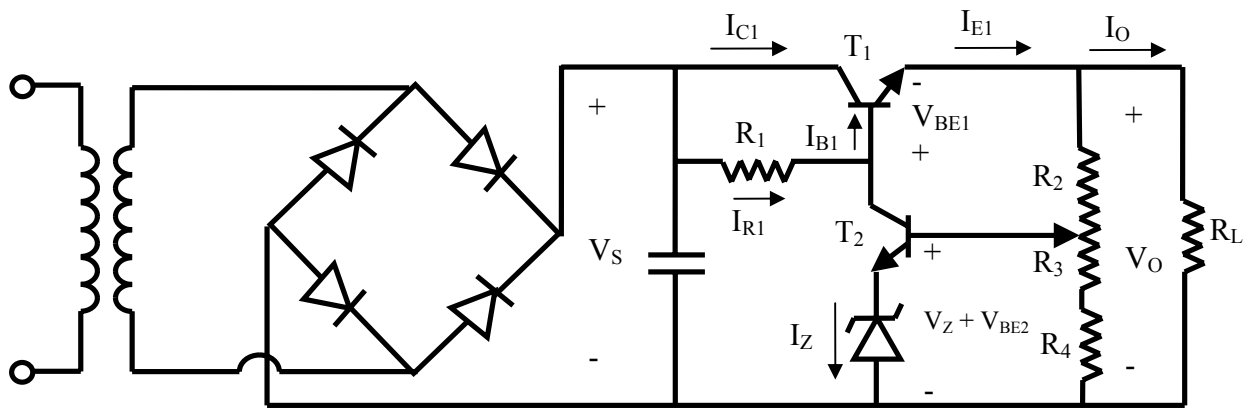 I_C1
T_1
I_E1
I_O
+
-
V_BE1
+
R_1
I_B1
+
R_2
I_R1
T_2
V_S
+
R_3
V_O
R_L
I_Z
V_Z + V_BE2
R_4
-
-
-